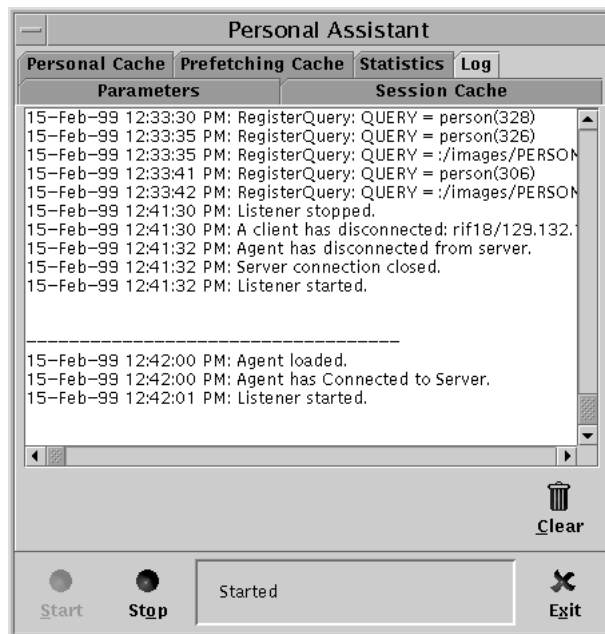 Personal Assistant
Personal Cache Prefetching Cache Statistics Log
Parameters Session Cache
15-Feb-99 12:33:30 PM: RegisterQuery: QUERY = person(328)
15-Feb-99 12:33:35 PM: RegisterQuery: QUERY = person(326)
15-Feb-99 12:33:35 PM: RegisterQuery: QUERY = :/images/PERSON
15-Feb-99 12:33:41 PM: RegisterQuery: QUERY = person(306)
15-Feb-99 12:33:42 PM: RegisterQuery: QUERY = :/images/PERSON
15-Feb-99 12:41:30 PM: Listener stopped.
15-Feb-99 12:41:30 PM: A client has disconnected: rif18/129.132.
15-Feb-99 12:41:32 PM: Agent has disconnected from server.
15-Feb-99 12:41:32 PM: Server connection closed.
15-Feb-99 12:41:32 PM: Listener started.
------------------------------------
15-Feb-99 12:42:00 PM: Agent loaded.
15-Feb-99 12:42:00 PM: Agent has Connected to Server.
15-Feb-99 12:42:01 PM: Listener started.
Clear
Start Stop Started Exit